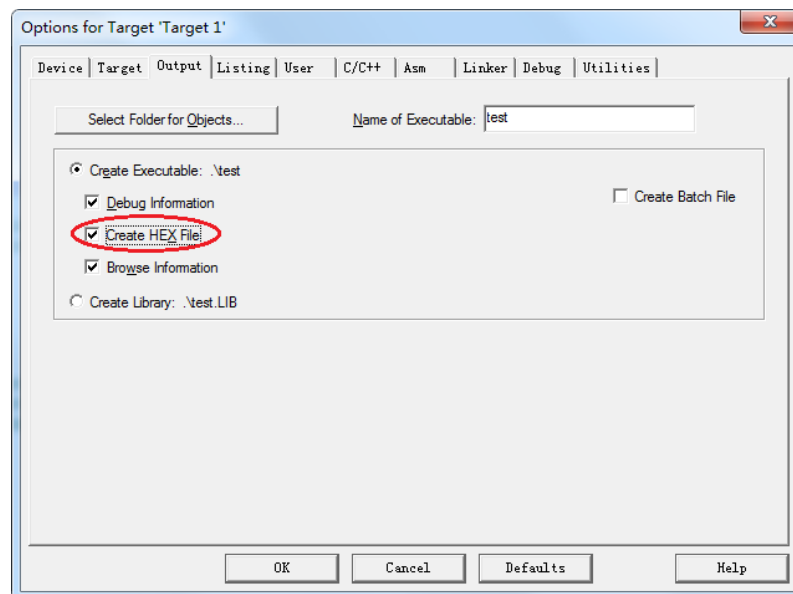 Options for Target 'Target 1'
Device Target Output Listing User C/C++ Asm Linker Debug Utilities
Select Folder for Objects... Name of Executable: test
Create Executable: .\test
Debug Information Create Batch File
Create HEX File
Browse Information
Create Library: .\test.LIB
OK Cancel Defaults Help